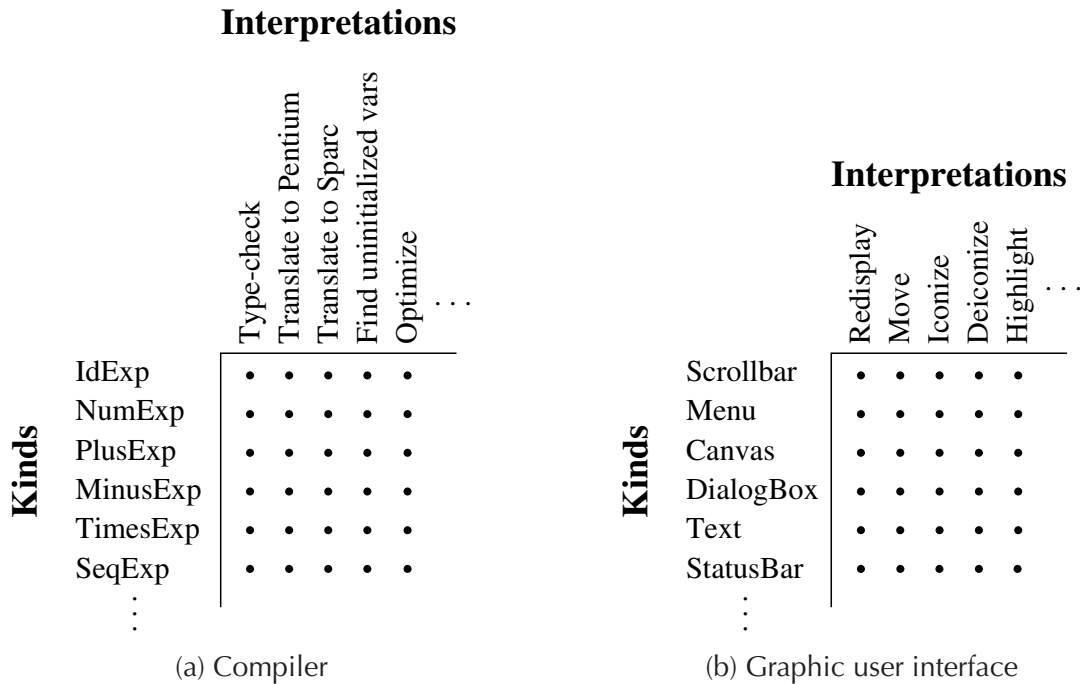 Interpretations
Type-check
Translate to Pentium
Translate to Sparc
Find uninitialized vars
Optimize
. . .
Kinds
IdExp
NumExp
PlusExp
MinusExp
TimesExp
SeqExp
(a) Compiler
Interpretations
Redisplay
Move
Iconize
Deiconize
Highlight
. . .
Kinds
Scrollbar
Menu
Canvas
DialogBox
Text
StatusBar
(b) Graphic user interface